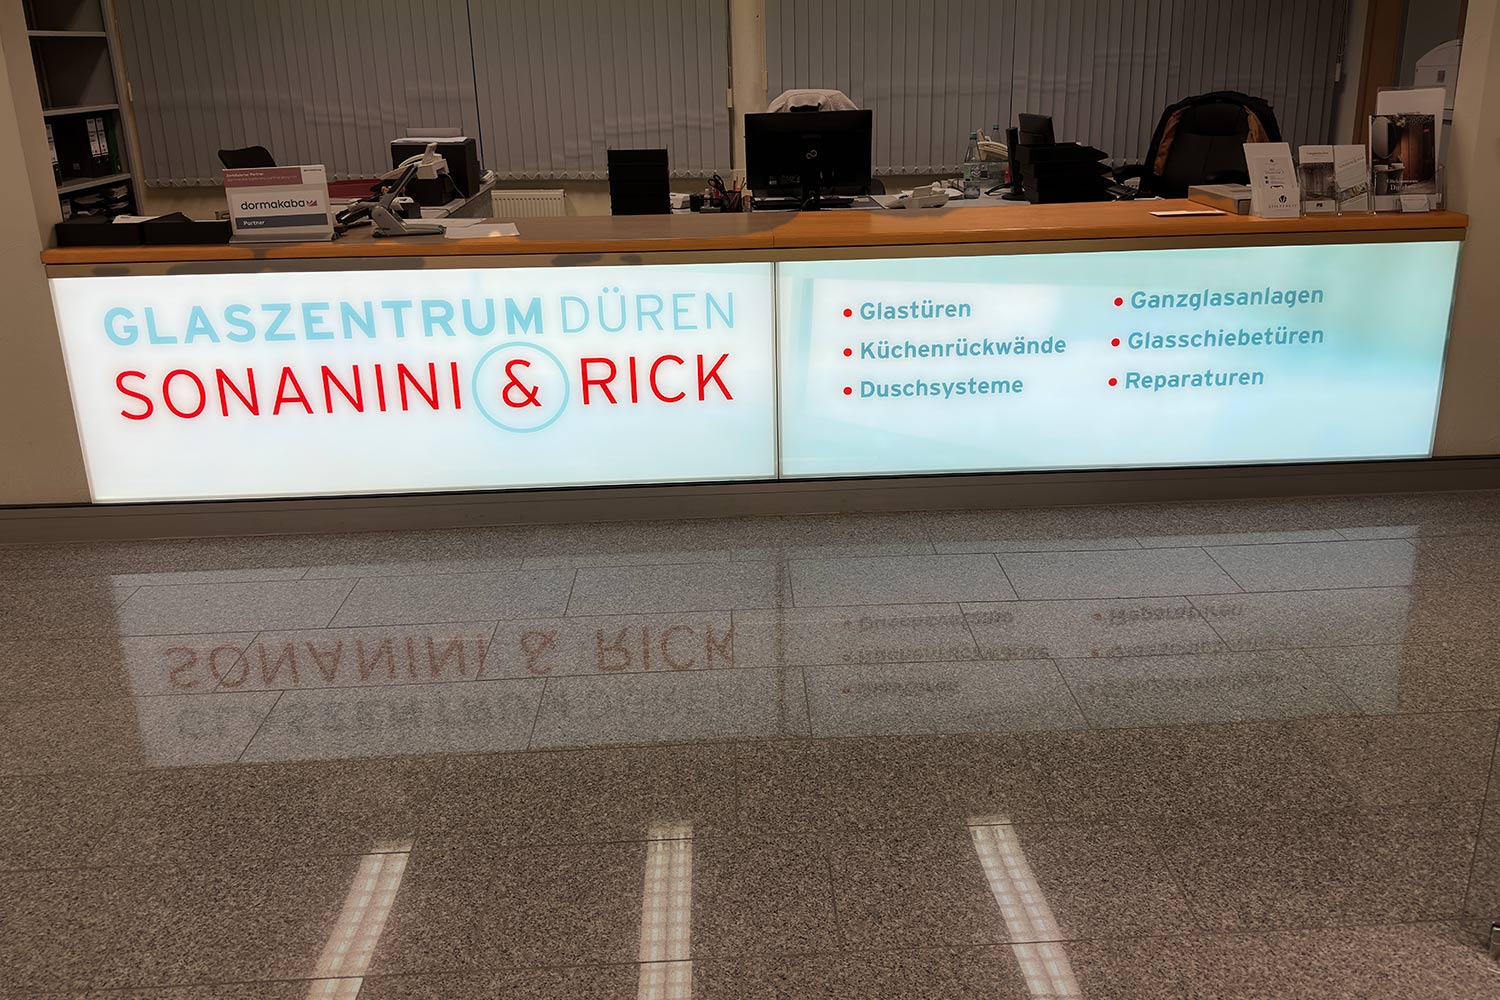 dormakaba
Partner
GLASZENTRUM DÜREN
SONANINI & RICK
• Glastüren
• Küchenrückwände
• Duschsysteme
• Ganzglasanlagen
• Glasschiebetüren
• Reparaturen